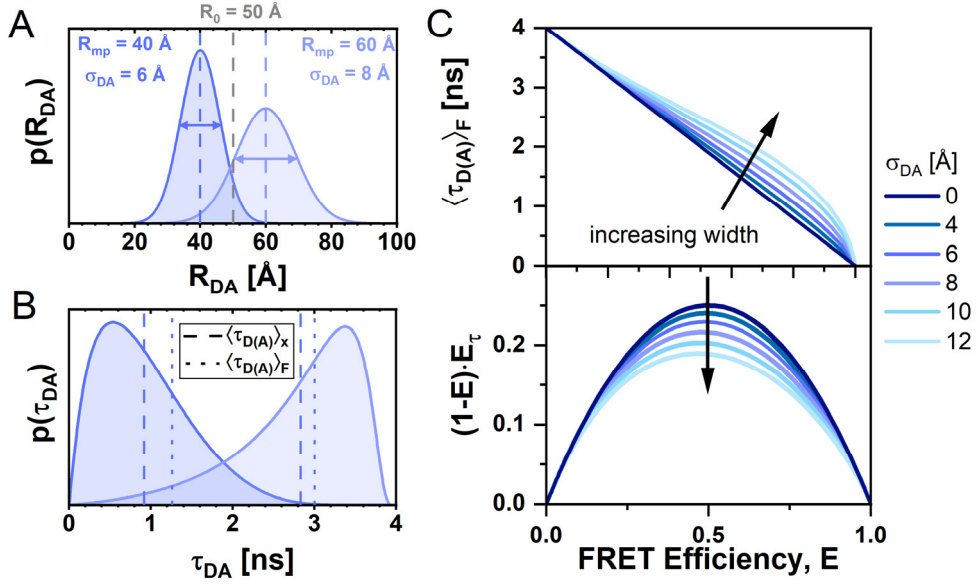 A
R₀ = 50 Å
Rmp = 40 Å
σDA = 6 Å
Rmp = 60 Å
σDA = 8 Å
p(RDA)
0 20 40 60 80 100
RDA [Å]
B
⟨τD(A)⟩x
⟨τD(A)⟩F
p(τDA)
0 1 2 3 4
τDA [ns]
C
⟨τD(A)⟩F [ns]
4
3
2
1
0
increasing width
(1-E)·Eτ
0.2
0.1
0.0
0.0 0.5 1.0
FRET Efficiency, E
σDA [Å]
0
4
6
8
10
12